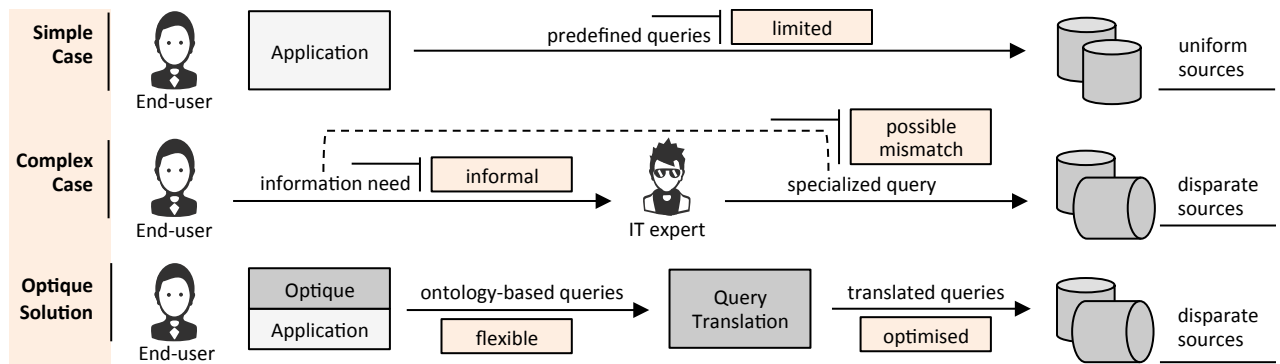 Simple
Case
End-user
Application
predefined queries
limited
uniform
sources
Complex
Case
End-user
information need
informal
IT expert
specialized query
possible
mismatch
disparate
sources
Optique
Solution
End-user
Optique
Application
ontology-based queries
flexible
Query
Translation
translated queries
optimised
disparate
sources